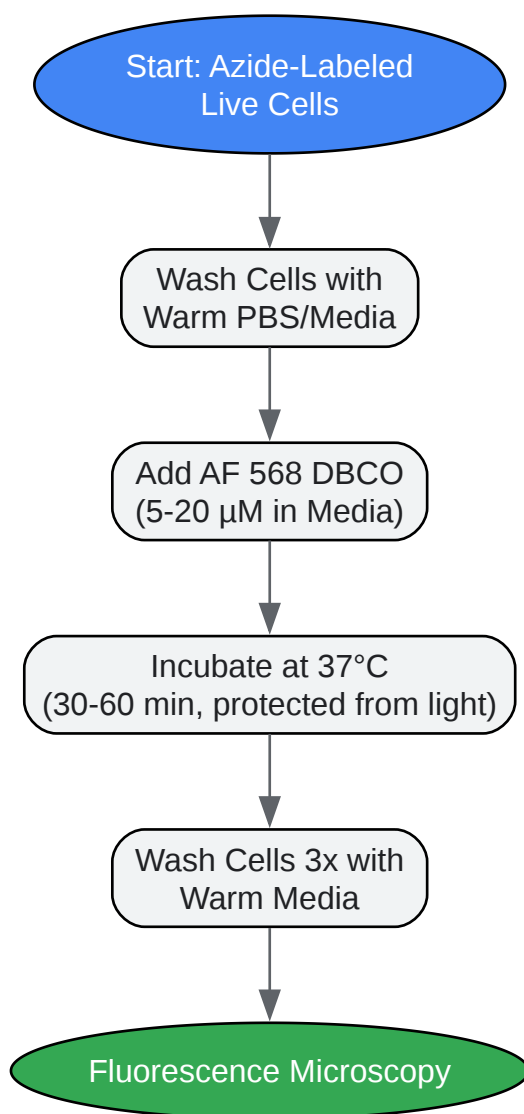 Start: Azide-Labeled
Live Cells
Wash Cells with
Warm PBS/Media
Add AF 568 DBCO
(5-20 µM in Media)
Incubate at 37°C
(30-60 min, protected from light)
Wash Cells 3x with
Warm Media
Fluorescence Microscopy